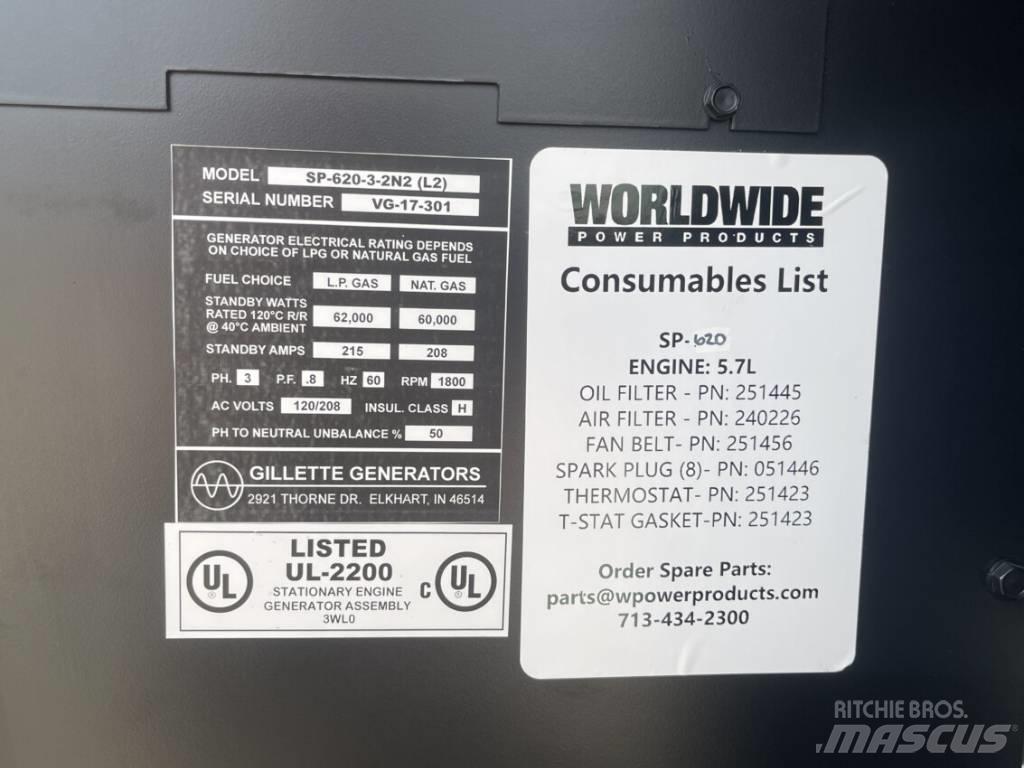 MODEL SP-620-3-2N2 (L2)
SERIAL NUMBER VG-17-301
GENERATOR ELECTRICAL RATING DEPENDS
ON CHOICE OF LPG OR NATURAL GAS FUEL
FUEL CHOICE L.P. GAS NAT. GAS
STANDBY WATTS
RATED 120°C R/R 62,000 60,000
@ 40°C AMBIENT
STANDBY AMPS 215 208
PH. 3 P.F. .8 HZ 60 RPM 1800
AC VOLTS 120/208 INSUL. CLASS H
PH TO NEUTRAL UNBALANCE % 50
GILLETTE GENERATORS
2921 THORNE DR. ELKHART, IN 46514
UL
LISTED
UL-2200
STATIONARY ENGINE
GENERATOR ASSEMBLY
3WL0
C UL
WORLDWIDE
POWER PRODUCTS
Consumables List
SP-620
ENGINE: 5.7L
OIL FILTER - PN: 251445
AIR FILTER - PN: 240226
FAN BELT- PN: 251456
SPARK PLUG (8)- PN: 051446
THERMOSTAT- PN: 251423
T-STAT GASKET-PN: 251423
Order Spare Parts:
parts@wpowerproducts.com
713-434-2300
RITCHIE BROS.
MASCUS